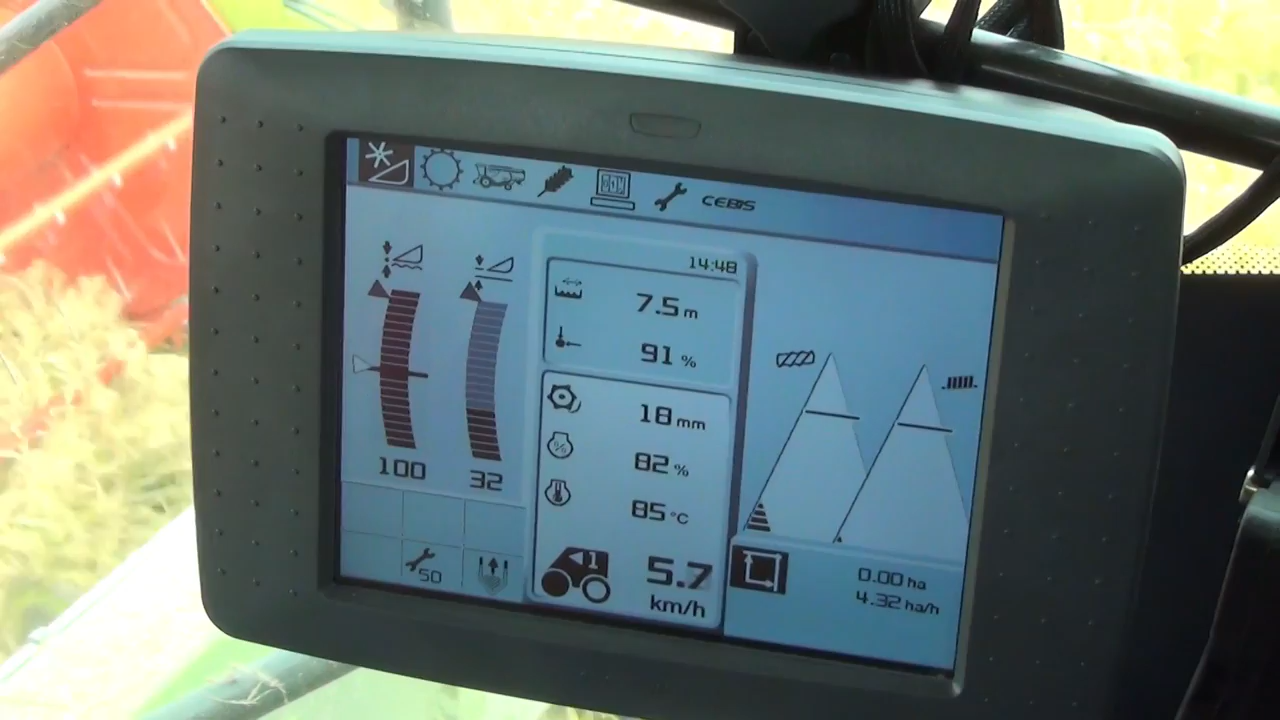 CEBIS
14:48
7.5 m
91 %
18 mm
82 %
85 °C
1
5.7
km/h
100
32
50
0.00 ha
4.32 ha/h